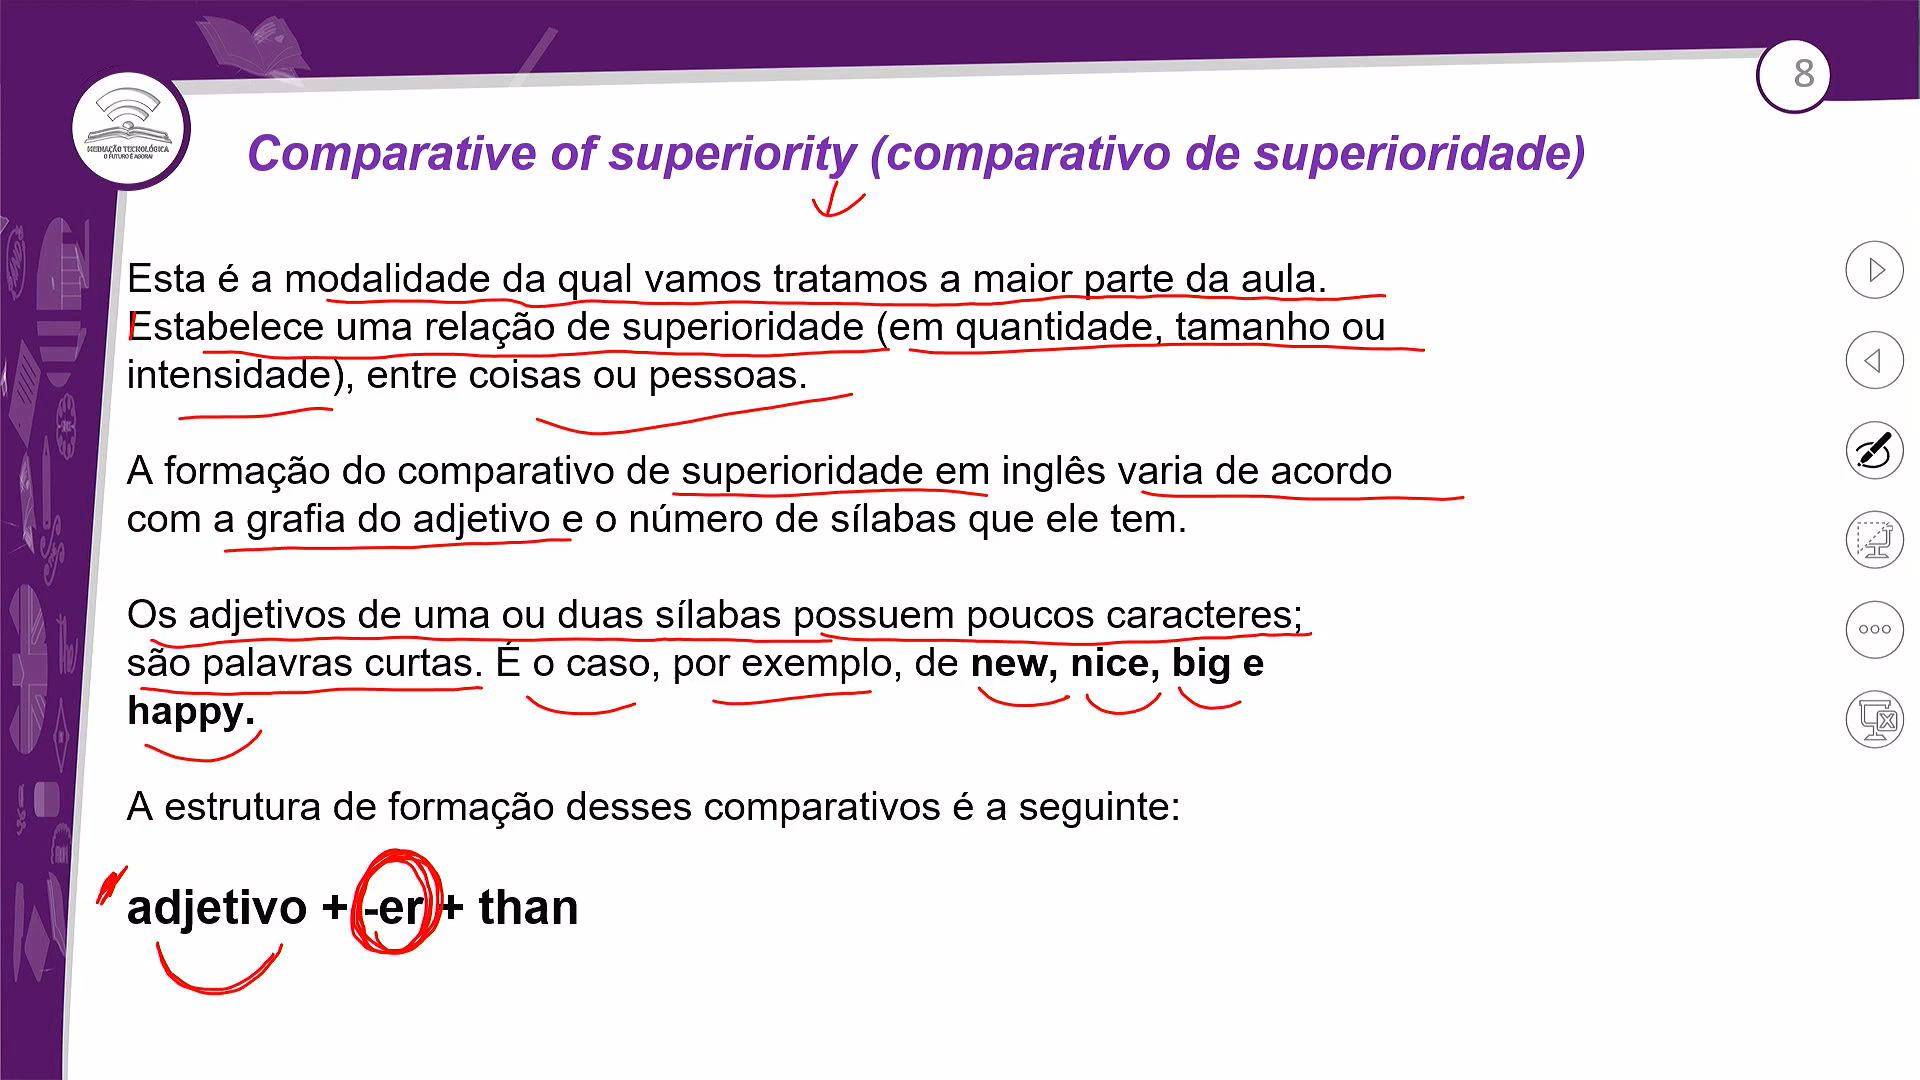 8
MEDIAÇÃO TECNOLÓGICA
O FUTURO É AGORA!
Comparative of superiority (comparativo de superioridade)
Esta é a modalidade da qual vamos tratamos a maior parte da aula.
Estabelece uma relação de superioridade (em quantidade, tamanho ou
intensidade), entre coisas ou pessoas.
A formação do comparativo de superioridade em inglês varia de acordo
com a grafia do adjetivo e o número de sílabas que ele tem.
Os adjetivos de uma ou duas sílabas possuem poucos caracteres;
são palavras curtas. É o caso, por exemplo, de new, nice, big e
happy.
A estrutura de formação desses comparativos é a seguinte:
adjetivo + -er + than